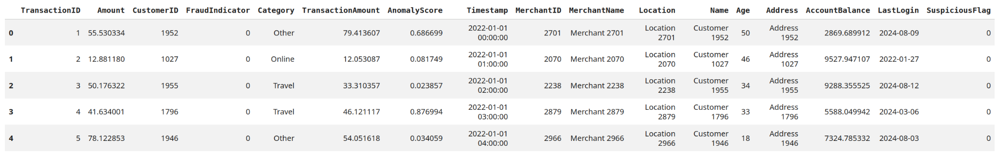 TransactionID Amount CustomerID FraudIndicator Category TransactionAmount AnomalyScore Timestamp MerchantID MerchantName Location Name Age Address AccountBalance LastLogin SuspiciousFlag
0 1 55.530334 1952 0 Other 79.413607 0.686699 2022-01-01 00:00:00 2701 Merchant 2701 Location 2701 Customer 1952 50 Address 1952 2869.689912 2024-08-09 0
1 2 12.881180 1027 0 Online 12.053087 0.081749 2022-01-01 01:00:00 2070 Merchant 2070 Location 2070 Customer 1027 46 Address 1027 9527.947107 2022-01-27 0
2 3 50.176322 1955 0 Travel 33.310357 0.023857 2022-01-01 02:00:00 2238 Merchant 2238 Location 2238 Customer 1955 34 Address 1955 9288.355525 2024-08-12 0
3 4 41.634001 1796 0 Travel 46.121117 0.876994 2022-01-01 03:00:00 2879 Merchant 2879 Location 2879 Customer 1796 33 Address 1796 5588.049942 2024-03-06 0
4 5 78.122853 1946 0 Other 54.051618 0.034059 2022-01-01 04:00:00 2966 Merchant 2966 Location 2966 Customer 1946 18 Address 1946 7324.785332 2024-08-03 0